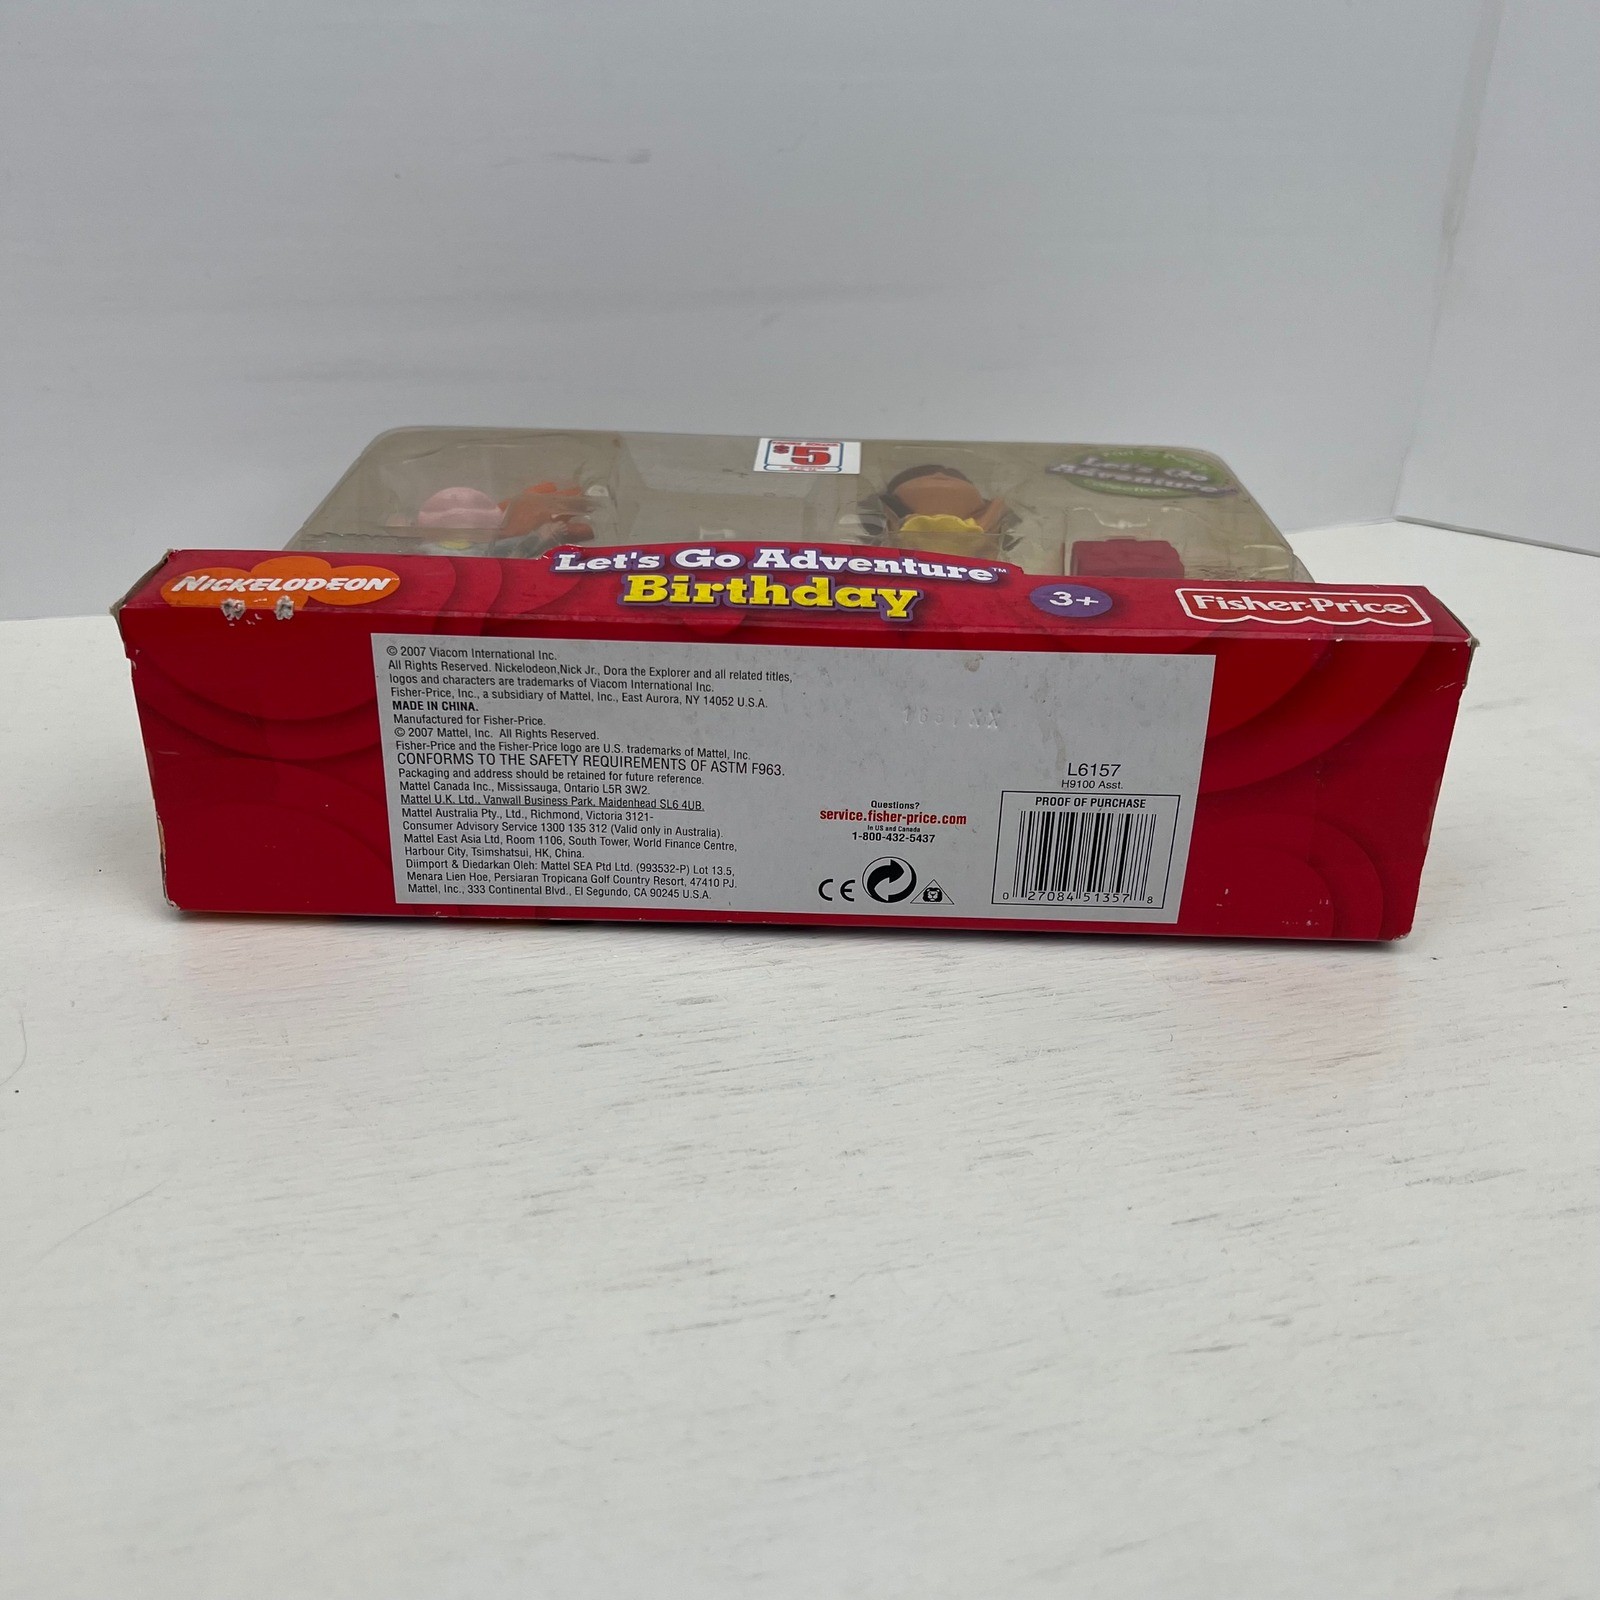 $5
Let's Go
Adventure
NICKELODEON
Let's Go Adventure™
Birthday
3+
Fisher-Price
© 2007 Viacom International Inc.
All Rights Reserved. Nickelodeon,Nick Jr., Dora the Explorer and all related titles,
logos and characters are trademarks of Viacom International Inc.
Fisher-Price, Inc., a subsidiary of Mattel, Inc., East Aurora, NY 14052 U.S.A.
MADE IN CHINA.
Manufactured for Fisher-Price.
© 2007 Mattel, Inc. All Rights Reserved.
Fisher-Price and the Fisher-Price logo are U.S. trademarks of Mattel, Inc.
CONFORMS TO THE SAFETY REQUIREMENTS OF ASTM F963.
Packaging and address should be retained for future reference.
Mattel Canada Inc., Mississauga, Ontario L5R 3W2.
Mattel U.K. Ltd., Vanwall Business Park, Maidenhead SL6 4UB.
Mattel Australia Pty., Ltd., Richmond, Victoria 3121-
Consumer Advisory Service 1300 135 312 (Valid only in Australia).
Mattel East Asia Ltd, Room 1106, South Tower, World Finance Centre,
Harbour City, Tsimshatsui, HK, China.
Diimport & Diedarkan Oleh: Mattel SEA Ptd Ltd. (993532-P) Lot 13.5,
Menara Lien Hoe, Persiaran Tropicana Golf Country Resort, 47410 PJ.
Mattel, Inc., 333 Continental Blvd., El Segundo, CA 90245 U.S.A.
Questions?
service.fisher-price.com
In US and Canada
1-800-432-5437
CE
L6157
H9100 Asst.
PROOF OF PURCHASE
0 27084 51357 8